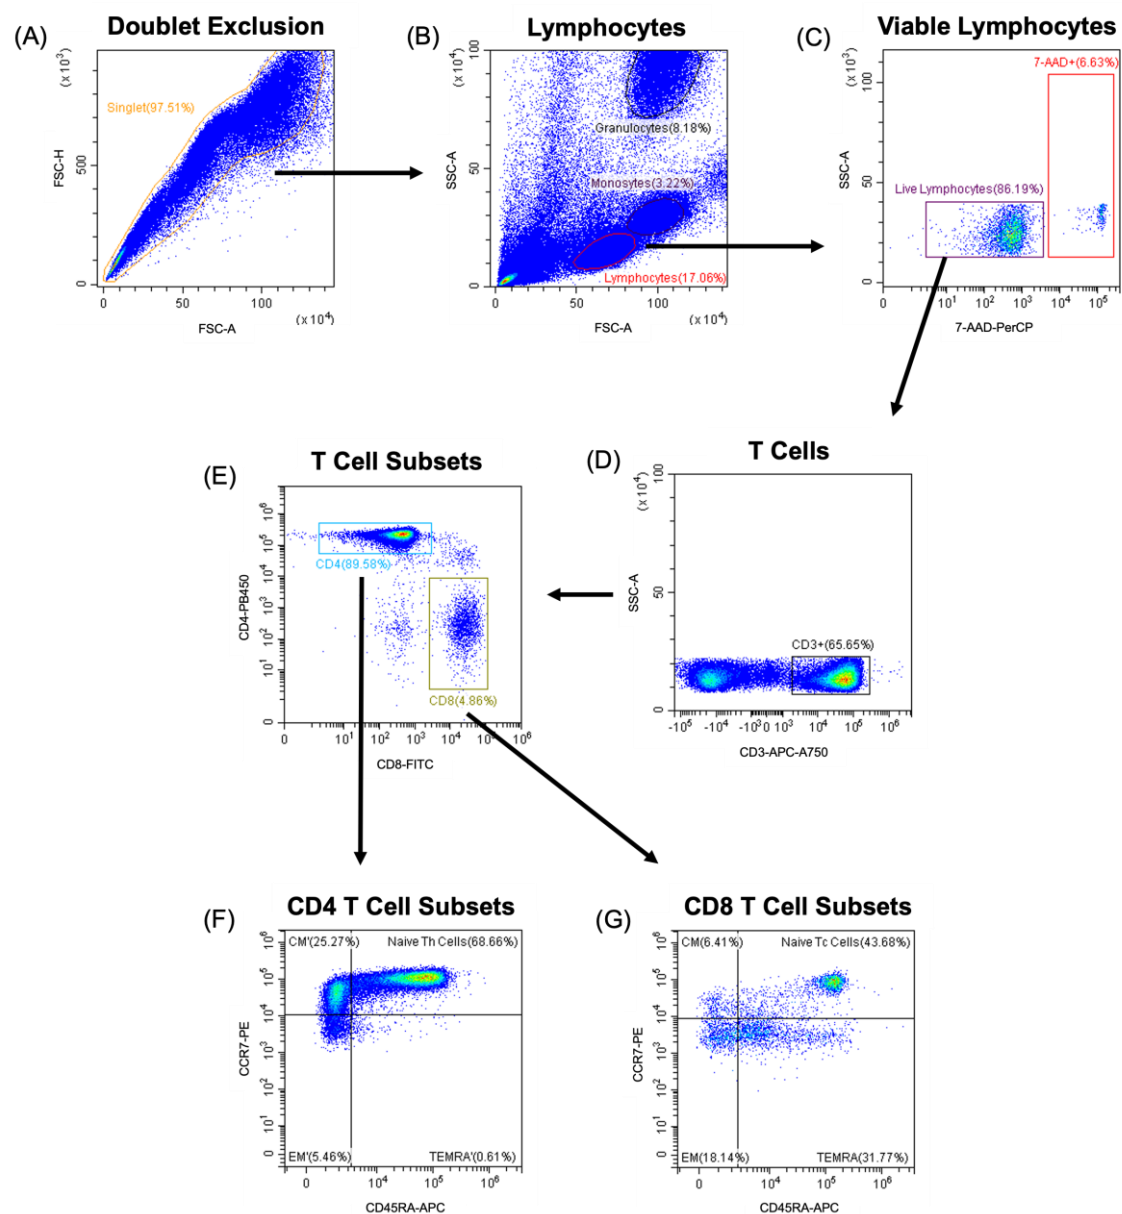 (A)
Doublet Exclusion
(x 10³)
Singlet(97.51%)
FSC-H
500
0
0
50
100
(x 10⁴)
FSC-A
(B)
Lymphocytes
(x 10⁴)
100
Granulocytes(8.18%)
SSC-A
50
Monosytes(3.22%)
Lymphocytes(17.06%)
0
0
50
100
FSC-A
(x 10⁴)
(C)
Viable Lymphocytes
7-AAD+(6.63%)
(x 10³)
100
SSC-A
50
Live Lymphocytes(86.19%)
0
0
10¹
10²
10³
10⁴
10⁵
7-AAD-PerCP
(E)
T Cell Subsets
10⁶
10⁵
CD4(89.58%)
10⁴
CD4-PB450
10³
10²
10¹
CD8(4.86%)
0
0
10¹
10²
10³
10⁴
10⁵
10⁶
CD8-FITC
(D)
T Cells
(x 10⁴)
100
SSC-A
50
CD3+(65.65%)
0
-10⁵
-10⁴
-10³
0
10³
10⁴
10⁵
10⁶
CD3-APC-A750
(F)
CD4 T Cell Subsets
CM'(25.27%)
Naive Th Cells(68.66%)
10⁶
10⁵
10⁴
CCR7-PE
10³
10²
10¹
0
EM'(5.46%)
TEMRA'(0.61%)
0
10⁴
10⁵
10⁶
CD45RA-APC
(G)
CD8 T Cell Subsets
CM(6.41%)
Naive Tc Cells(43.68%)
10⁶
10⁵
10⁴
CCR7-PE
10³
10²
10¹
0
EM(18.14%)
TEMRA(31.77%)
0
10⁴
10⁵
10⁶
CD45RA-APC